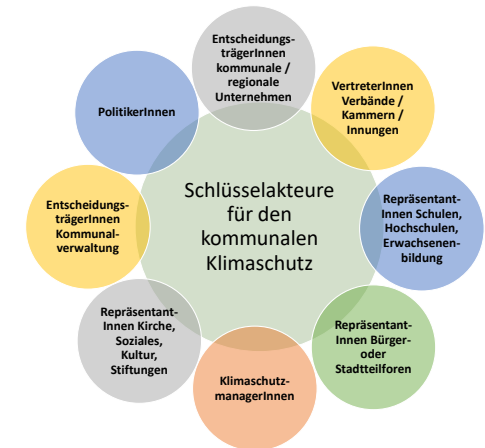 Entscheidungs-
trägerInnen
kommunale /
regionale
Unternehmen
VertreterInnen
Verbände /
Kammern /
Innungen
Repräsentant-
Innen Schulen,
Hochschulen,
Erwachsenen-
bildung
Repräsentant-
Innen Bürger-
oder
Stadtteilforen
Klimaschutz-
managerInnen
Repräsentant-
Innen Kirche,
Soziales,
Kultur,
Stiftungen
Entscheidungs-
trägerInnen
Kommunal-
verwaltung
PolitikerInnen
Schlüsselakteure
für den
kommunalen
Klimaschutz